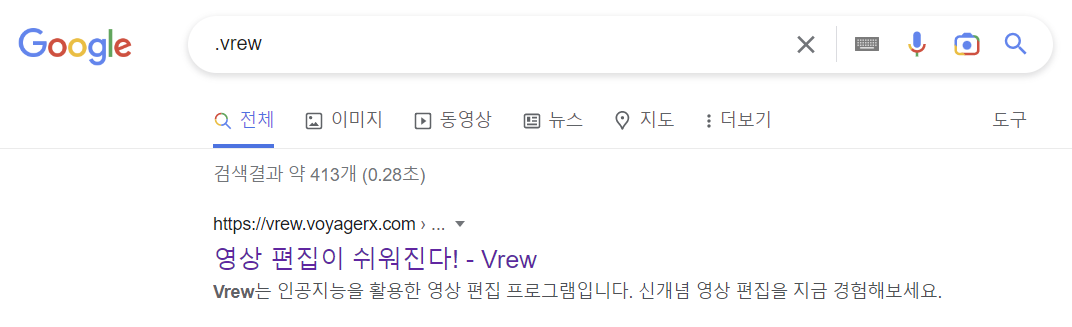 Google
.vrew
전체 이미지 동영상 뉴스 지도 더보기 도구
검색결과 약 413개 (0.28초)
https://vrew.voyagerx.com › ...
영상 편집이 쉬워진다! - Vrew
Vrew는 인공지능을 활용한 영상 편집 프로그램입니다. 신개념 영상 편집을 지금 경험해보세요.